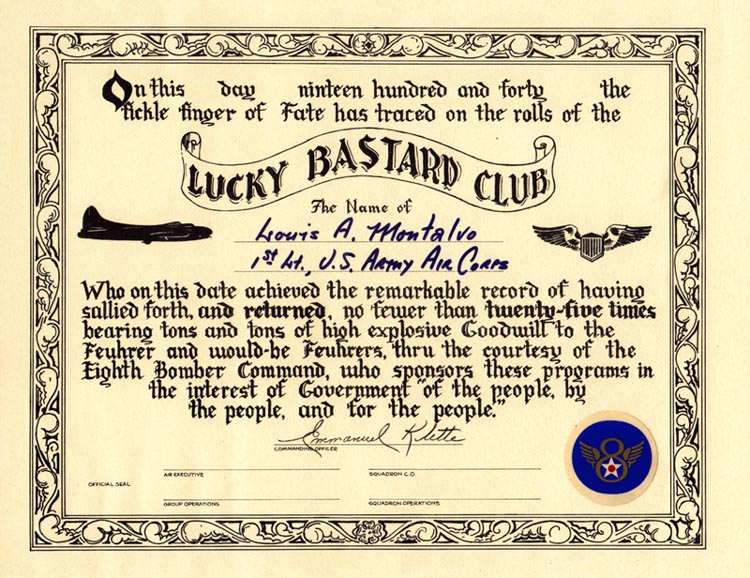 On this day nineteen hundred and forty the
fickle finger of Fate has traced on the rolls of the
LUCKY BASTARD CLUB
The Name of
Louis A. Montalvo
1st Lt., U.S. Army Air Corps
Who on this date achieved the remarkable record of having
sallied forth, and returned, no fewer than twenty-five times
bearing tons and tons of high explosive Goodwill to the
Feuhrer and would-be Feuhrers, thru the courtesy of the
Eighth Bomber Command, who sponsors these programs in
the interest of Government "of the people, by
the people, and for the people."
Emmanuel Klette
COMMANDING OFFICER
AIR EXECUTIVE
SQUADRON C.O.
OFFICIAL SEAL
GROUP OPERATIONS
SQUADRON OPERATIONS
8